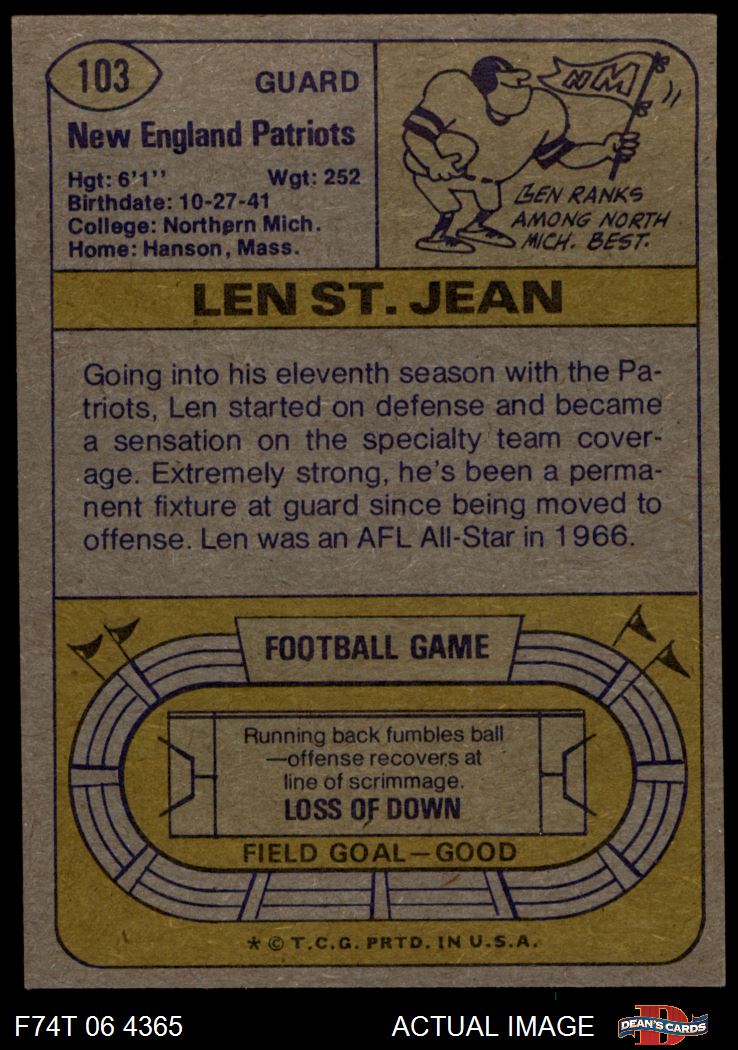 103
GUARD
New England Patriots
Hgt: 6'1'' Wgt: 252
Birthdate: 10-27-41
College: Northern Mich.
Home: Hanson, Mass.
NM
LEN RANKS
AMONG NORTH
MICH. BEST.
LEN ST. JEAN
Going into his eleventh season with the Pa-
triots, Len started on defense and became
a sensation on the specialty team cover-
age. Extremely strong, he's been a perma-
nent fixture at guard since being moved to
offense. Len was an AFL All-Star in 1966.
FOOTBALL GAME
Running back fumbles ball
—offense recovers at
line of scrimmage.
LOSS OF DOWN
FIELD GOAL—GOOD
* © T.C.G. PRTD. IN U.S.A.
F74T 06 4365
ACTUAL IMAGE
D
DEAN'S CARDS